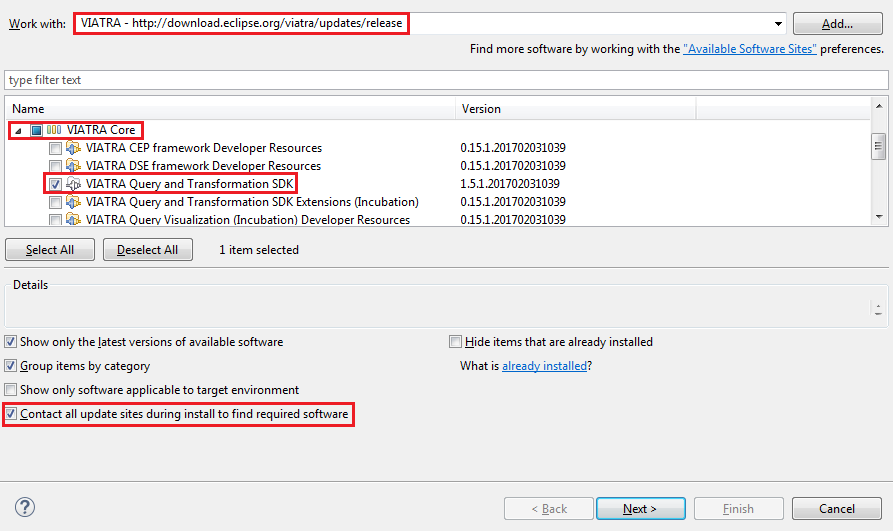 Work with: VIATRA - http://download.eclipse.org/viatra/updates/release Add...
Find more software by working with the "Available Software Sites" preferences.
type filter text
Name Version
VIATRA Core
VIATRA CEP framework Developer Resources 0.15.1.201702031039
VIATRA DSE framework Developer Resources 0.15.1.201702031039
VIATRA Query and Transformation SDK 1.5.1.201702031039
VIATRA Query and Transformation SDK Extensions (Incubation) 0.15.1.201702031039
VIATRA Query Visualization (Incubation) Developer Resources 0.15.1.201702031039
Select All Deselect All 1 item selected
Details
Show only the latest versions of available software Hide items that are already installed
Group items by category What is already installed?
Show only software applicable to target environment
Contact all update sites during install to find required software
? < Back Next > Finish Cancel